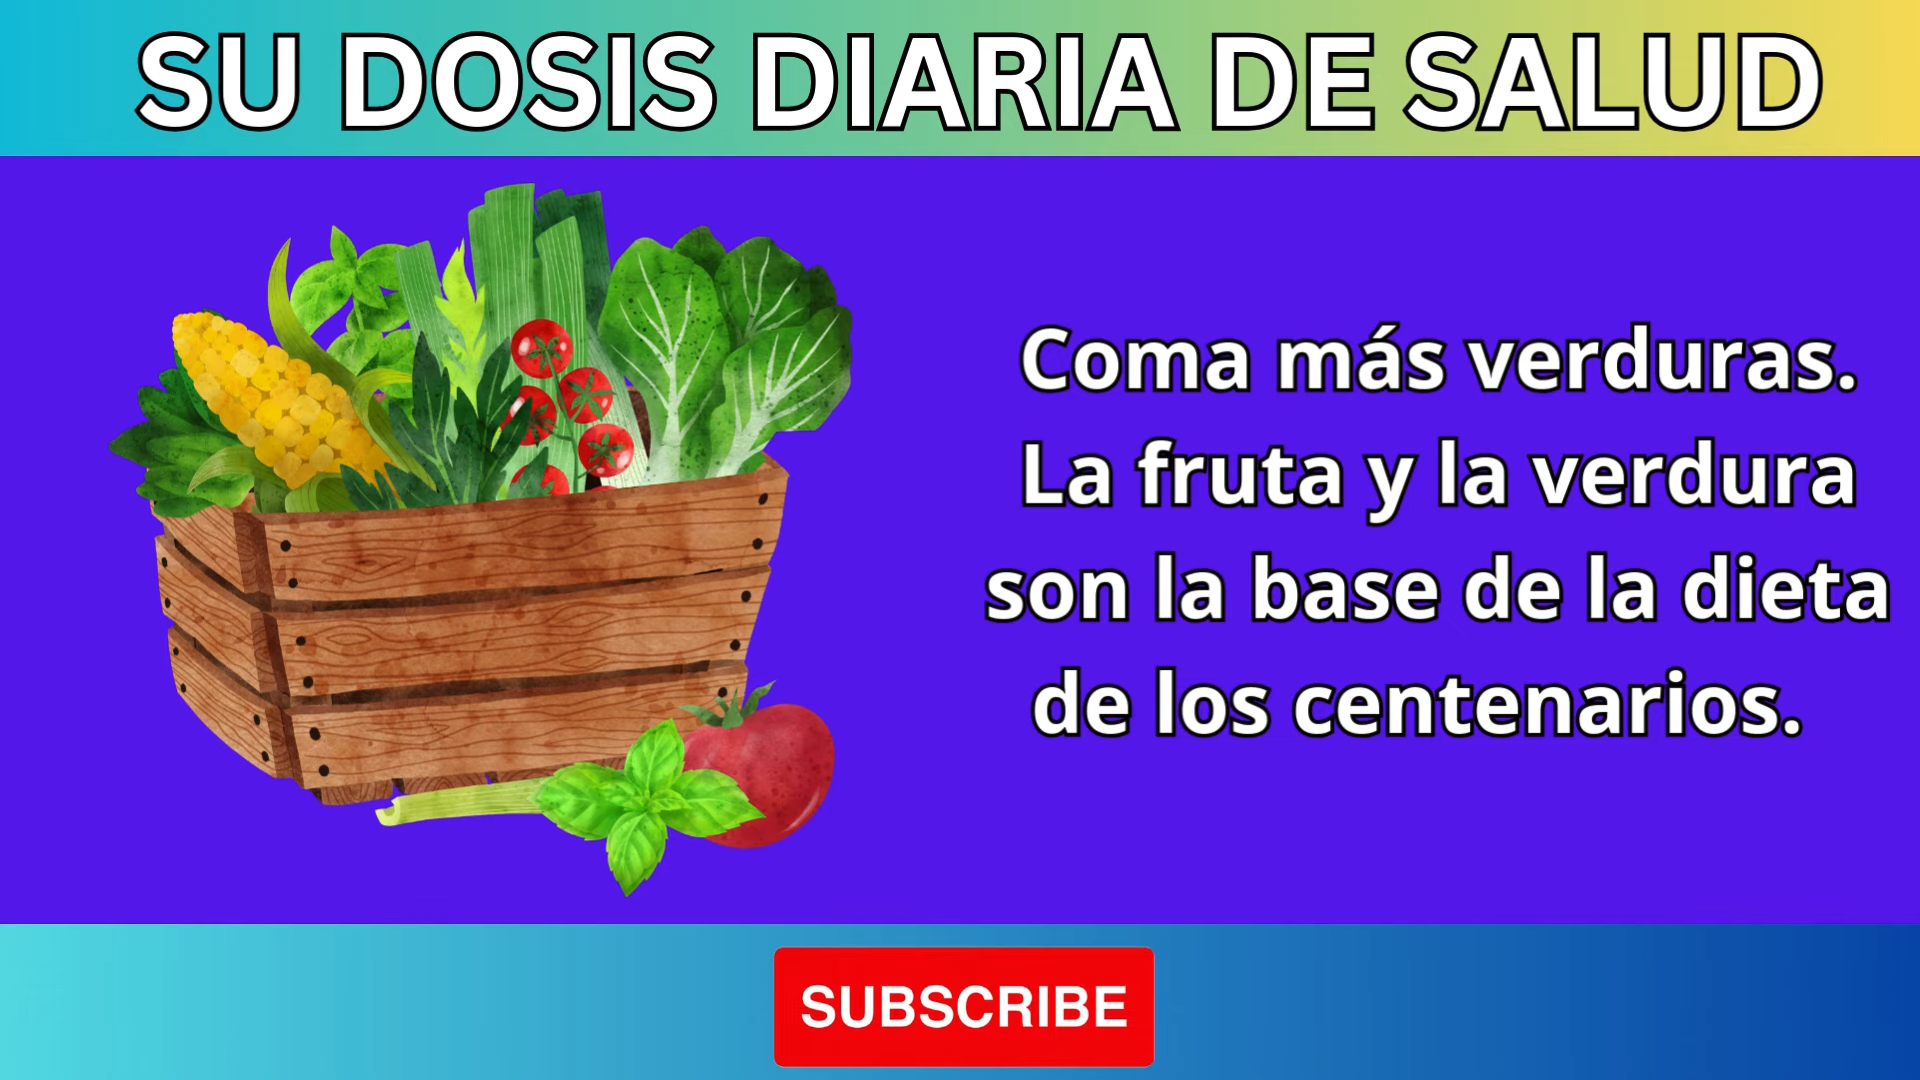 SU DOSIS DIARIA DE SALUD
Coma más verduras.
La fruta y la verdura
son la base de la dieta
de los centenarios.
SUBSCRIBE